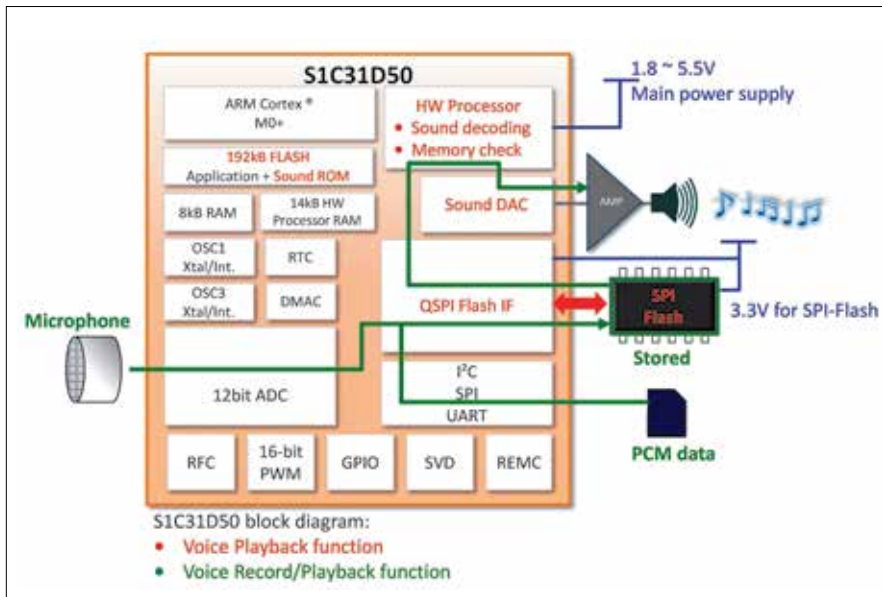 S1C31D50
ARM Cortex ®
M0+
HW Processor
• Sound decoding
• Memory check
1.8 ~ 5.5V
Main power supply
192kB FLASH
Application + Sound ROM
8kB RAM
14kB HW
Processor RAM
Sound DAC
AMP
OSC1
Xtal/Int.
RTC
OSC3
Xtal/Int.
DMAC
QSPI Flash IF
SPI
Flash
3.3V for SPI-Flash
Stored
Microphone
12bit ADC
I²C
SPI
UART
PCM data
RFC
16-bit
PWM
GPIO
SVD
REMC
S1C31D50 block diagram:
• Voice Playback function
• Voice Record/Playback function